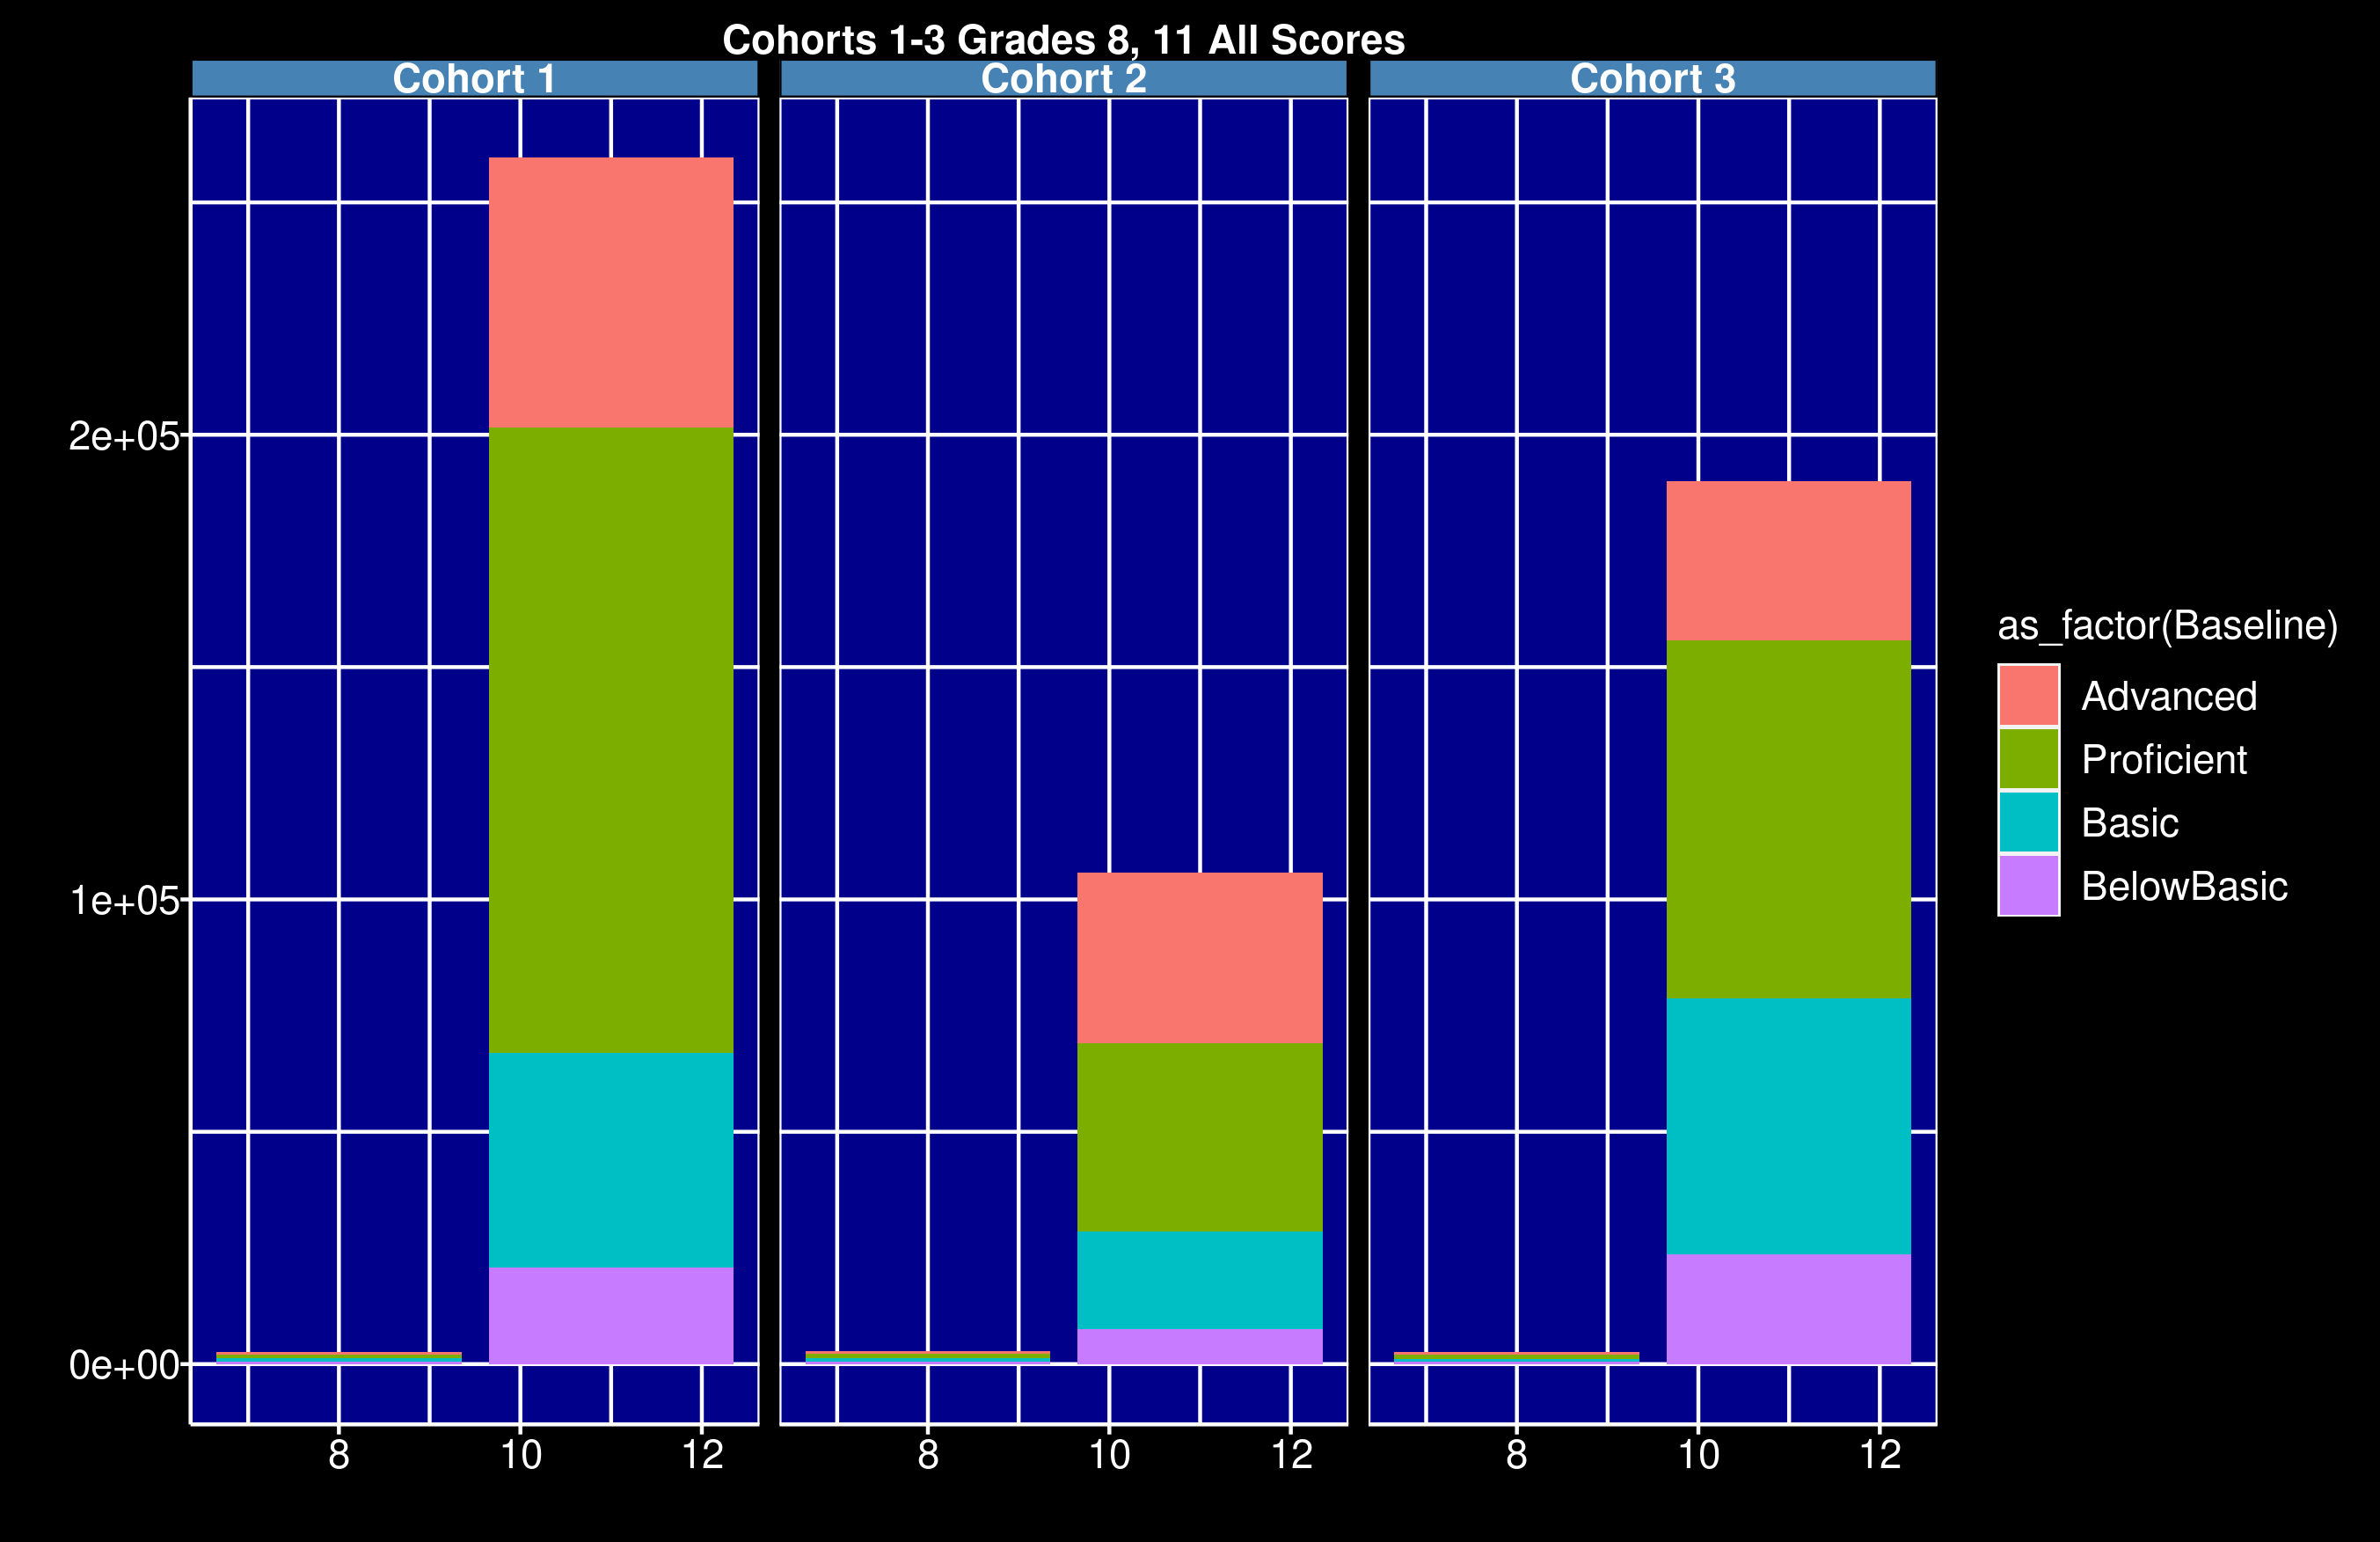 Cohorts 1-3 Grades 8, 11 All Scores
Cohort 1
Cohort 2
Cohort 3
2e+05
1e+05
0e+00
8
10
12
8
10
12
8
10
12
as_factor(Baseline)
Advanced
Proficient
Basic
BelowBasic